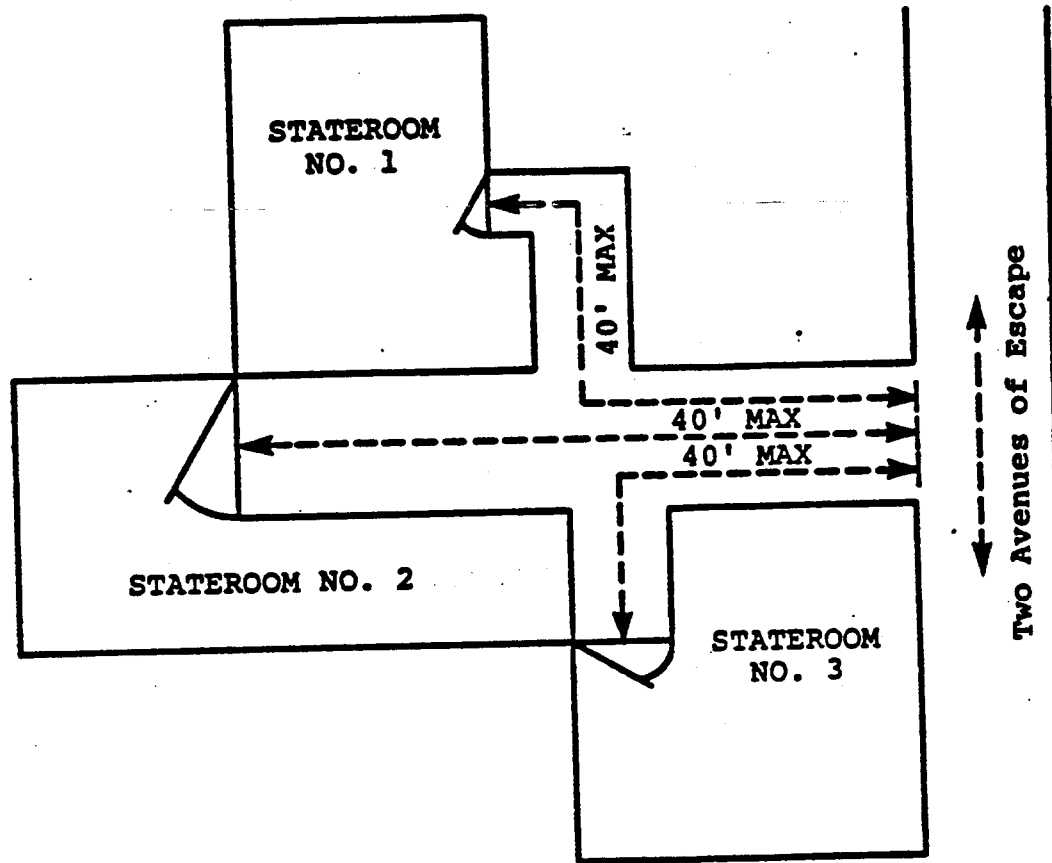 STATEROOM
NO. 1
40' MAX
40' MAX
40' MAX
STATEROOM NO. 2
STATEROOM
NO. 3
Two Avenues of Escape